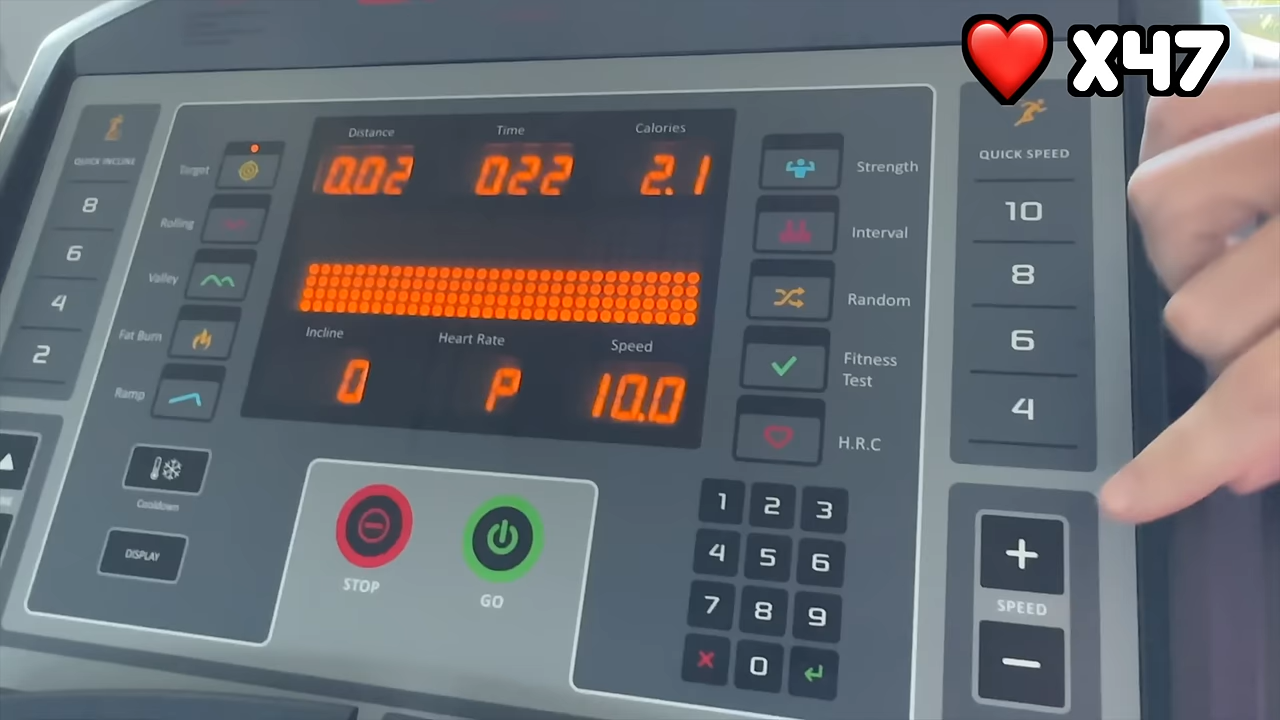 X47
QUICK INCLINE
8
6
4
2
Target
Rolling
Valley
Fat Burn
Ramp
Cooldown
DISPLAY
Distance Time Calories
0.02 022 2.1
Incline Heart Rate Speed
0 P 10.0
STOP
GO
Strength
Interval
Random
Fitness
Test
H.R.C
1 2 3
4 5 6
7 8 9
X 0
QUICK SPEED
10
8
6
4
+
SPEED
−